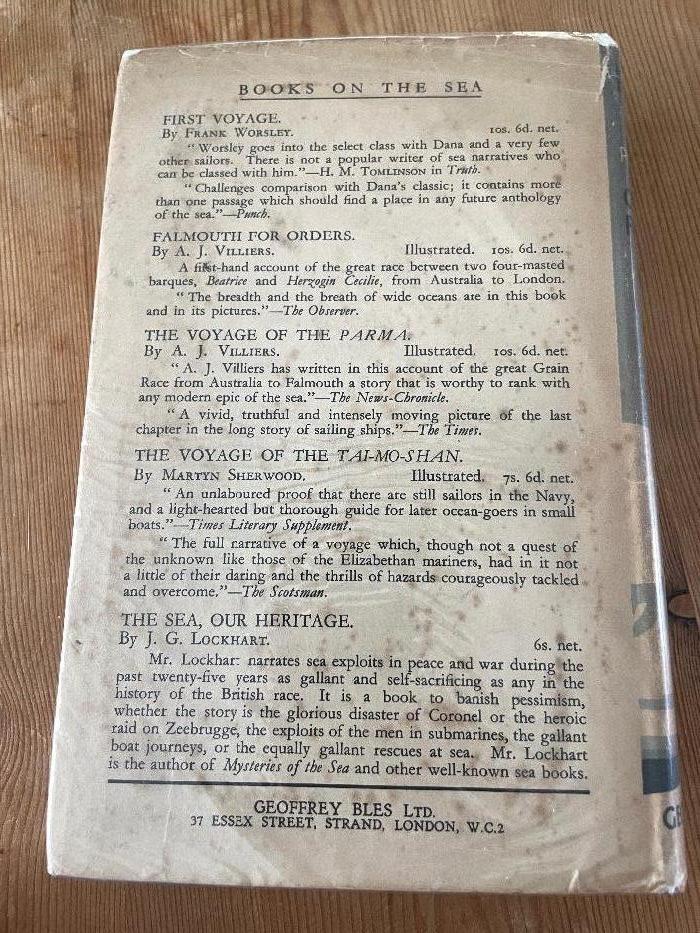 BOOKS ON THE SEA
FIRST VOYAGE.
By Frank Worsley. 10s. 6d. net.
"Worsley goes into the select class with Dana and a very few
other sailors. There is not a popular writer of sea narratives who
can be classed with him."—H. M. Tomlinson in Truth.
"Challenges comparison with Dana's classic; it contains more
than one passage which should find a place in any future anthology
of the sea."—Punch.
FALMOUTH FOR ORDERS.
By A. J. Villiers. Illustrated. 10s. 6d. net.
A first-hand account of the great race between two four-masted
barques, Beatrice and Herzogin Cecilie, from Australia to London.
"The breadth and the breath of wide oceans are in this book
and in its pictures."—The Observer.
THE VOYAGE OF THE PARMA.
By A. J. Villiers. Illustrated. 10s. 6d. net.
"A. J. Villiers has written in this account of the great Grain
Race from Australia to Falmouth a story that is worthy to rank with
any modern epic of the sea."—The News-Chronicle.
"A vivid, truthful and intensely moving picture of the last
chapter in the long story of sailing ships."—The Times.
THE VOYAGE OF THE TAI-MO-SHAN.
By Martyn Sherwood. Illustrated. 7s. 6d. net.
"An unlaboured proof that there are still sailors in the Navy,
and a light-hearted but thorough guide for later ocean-goers in small
boats."—Times Literary Supplement.
"The full narrative of a voyage which, though not a quest of
the unknown like those of the Elizabethan mariners, had in it not
a little of their daring and the thrills of hazards courageously tackled
and overcome."—The Scotsman.
THE SEA, OUR HERITAGE.
By J. G. Lockhart. 6s. net.
Mr. Lockhart narrates sea exploits in peace and war during the
past twenty-five years as gallant and self-sacrificing as any in the
history of the British race. It is a book to banish pessimism,
whether the story is the glorious disaster of Coronel or the heroic
raid on Zeebrugge, the exploits of the men in submarines, the gallant
boat journeys, or the equally gallant rescues at sea. Mr. Lockhart
is the author of Mysteries of the Sea and other well-known sea books.
GEOFFREY BLES LTD.
37 ESSEX STREET, STRAND, LONDON, W.C.2